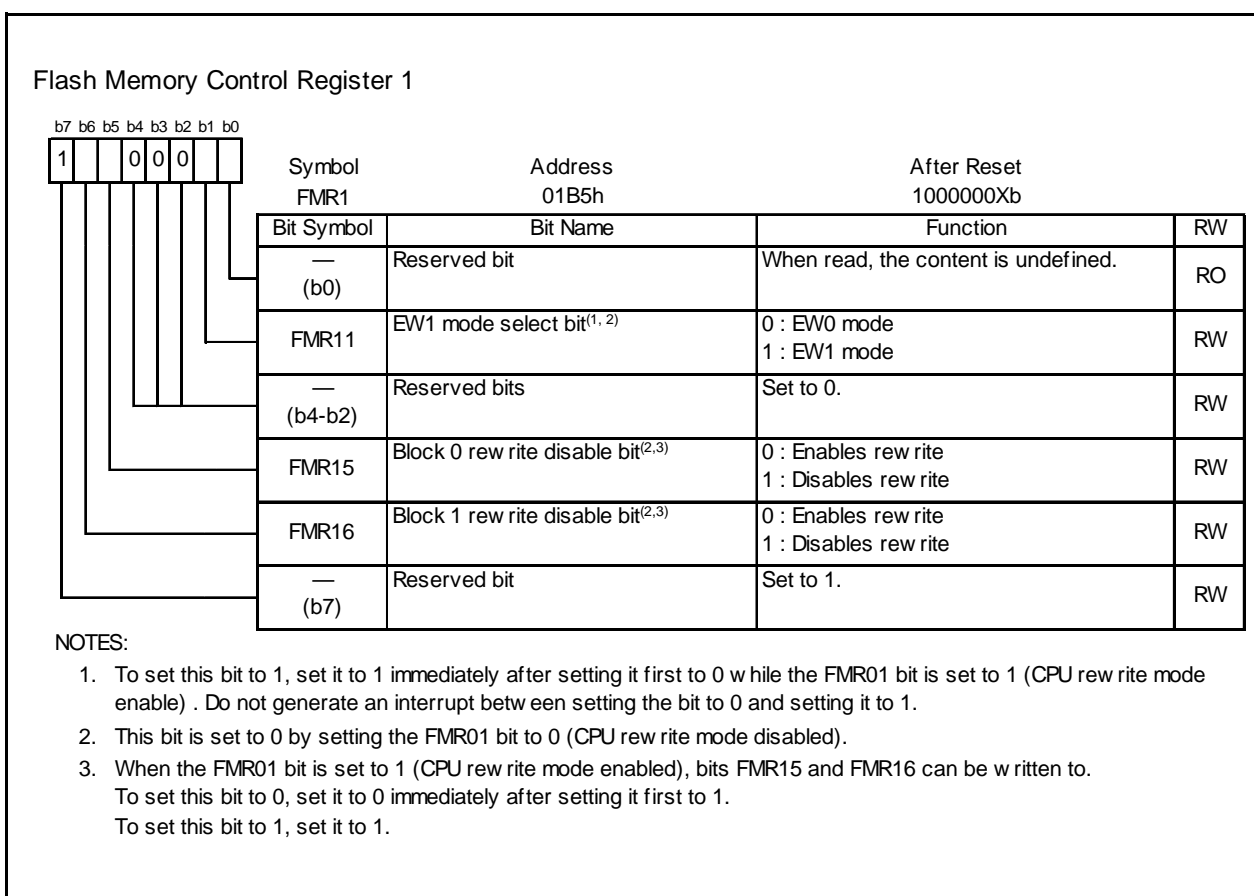 Flash Memory Control Register 1
b7 b6 b5 b4 b3 b2 b1 b0
1 0 0 0
Symbol Address After Reset
FMR1 01B5h 1000000Xb
Bit Symbol Bit Name Function RW
— (b0) Reserved bit When read, the content is undefined. RO
FMR11 EW1 mode select bit(1, 2) 0 : EW0 mode
1 : EW1 mode RW
— (b4-b2) Reserved bits Set to 0. RW
FMR15 Block 0 rewrite disable bit(2,3) 0 : Enables rewrite
1 : Disables rewrite RW
FMR16 Block 1 rewrite disable bit(2,3) 0 : Enables rewrite
1 : Disables rewrite RW
— (b7) Reserved bit Set to 1. RW
NOTES:
1. To set this bit to 1, set it to 1 immediately after setting it first to 0 while the FMR01 bit is set to 1 (CPU rewrite mode
enable) . Do not generate an interrupt between setting the bit to 0 and setting it to 1.
2. This bit is set to 0 by setting the FMR01 bit to 0 (CPU rewrite mode disabled).
3. When the FMR01 bit is set to 1 (CPU rewrite mode enabled), bits FMR15 and FMR16 can be written to.
To set this bit to 0, set it to 0 immediately after setting it first to 1.
To set this bit to 1, set it to 1.